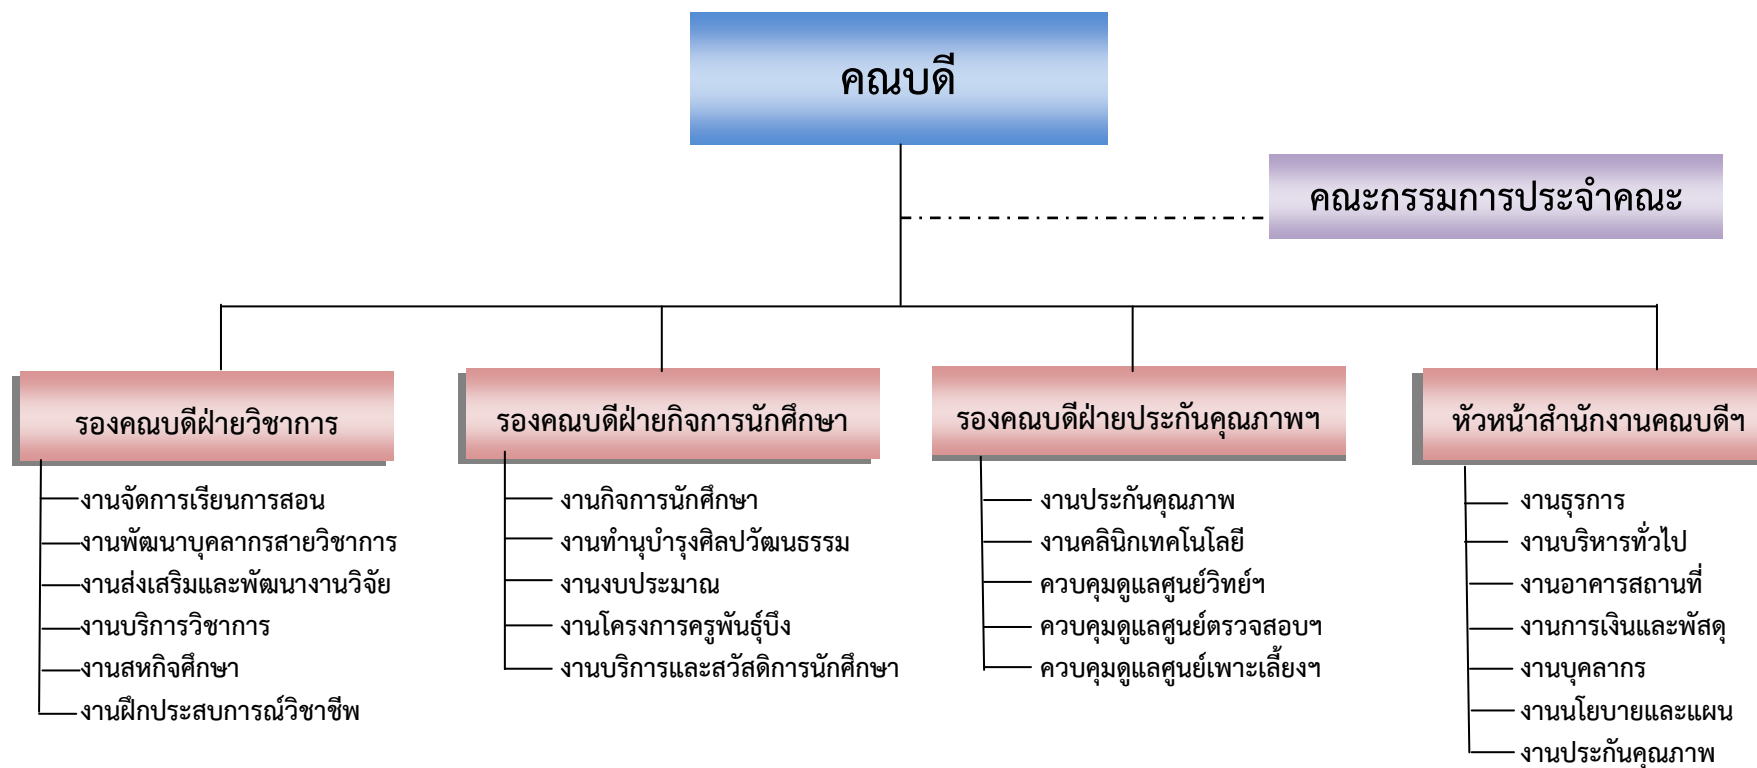 คณบดี
คณะกรรมการประจำคณะ
รองคณบดีฝ่ายวิชาการ
งานจัดการเรียนการสอน
งานพัฒนาบุคลากรสายวิชาการ
งานส่งเสริมและพัฒนางานวิจัย
งานบริการวิชาการ
งานสหกิจศึกษา
งานฝึกประสบการณ์วิชาชีพ
รองคณบดีฝ่ายกิจการนักศึกษา
งานกิจการนักศึกษา
งานทำนุบำรุงศิลปวัฒนธรรม
งานงบประมาณ
งานโครงการครูพันธุ์บึง
งานบริการและสวัสดิการนักศึกษา
รองคณบดีฝ่ายประกันคุณภาพฯ
งานประกันคุณภาพ
งานคลินิกเทคโนโลยี
ควบคุมดูแลศูนย์วิทย์ฯ
ควบคุมดูแลศูนย์ตรวจสอบฯ
ควบคุมดูแลศูนย์เพาะเลี้ยงฯ
หัวหน้าสำนักงานคณบดีฯ
งานธุรการ
งานบริหารทั่วไป
งานอาคารสถานที่
งานการเงินและพัสดุ
งานบุคลากร
งานนโยบายและแผน
งานประกันคุณภาพ